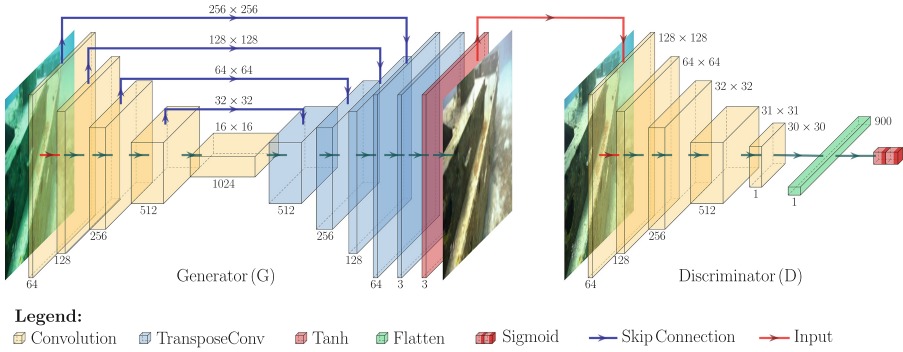 256 × 256
128 × 128
64 × 64
32 × 32
16 × 16
64
128
256
512
1024
512
256
128
64
3
3
Generator (G)
128 × 128
64 × 64
32 × 32
31 × 31
30 × 30
900
64
128
256
512
1
1
Discriminator (D)
Legend:
Convolution TransposeConv Tanh Flatten Sigmoid Skip Connection Input